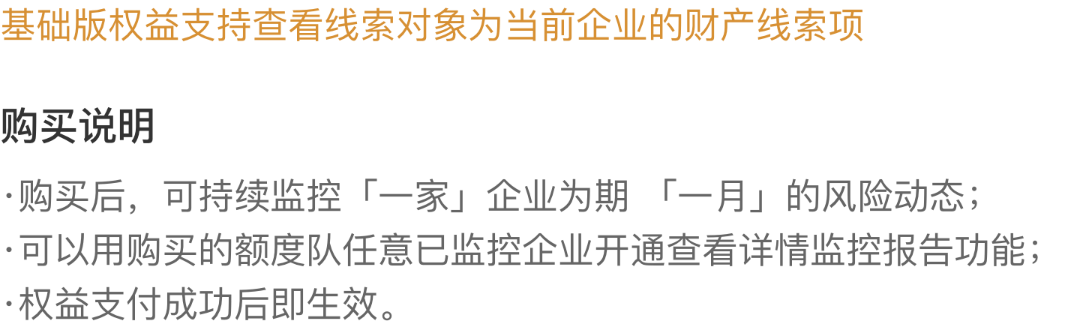 基础版权益支持查看线索对象为当前企业的财产线索项
购买说明
·购买后，可持续监控「一家」企业为期 「一月」的风险动态；
·可以用购买的额度队任意已监控企业开通查看详情监控报告功能；
·权益支付成功后即生效。